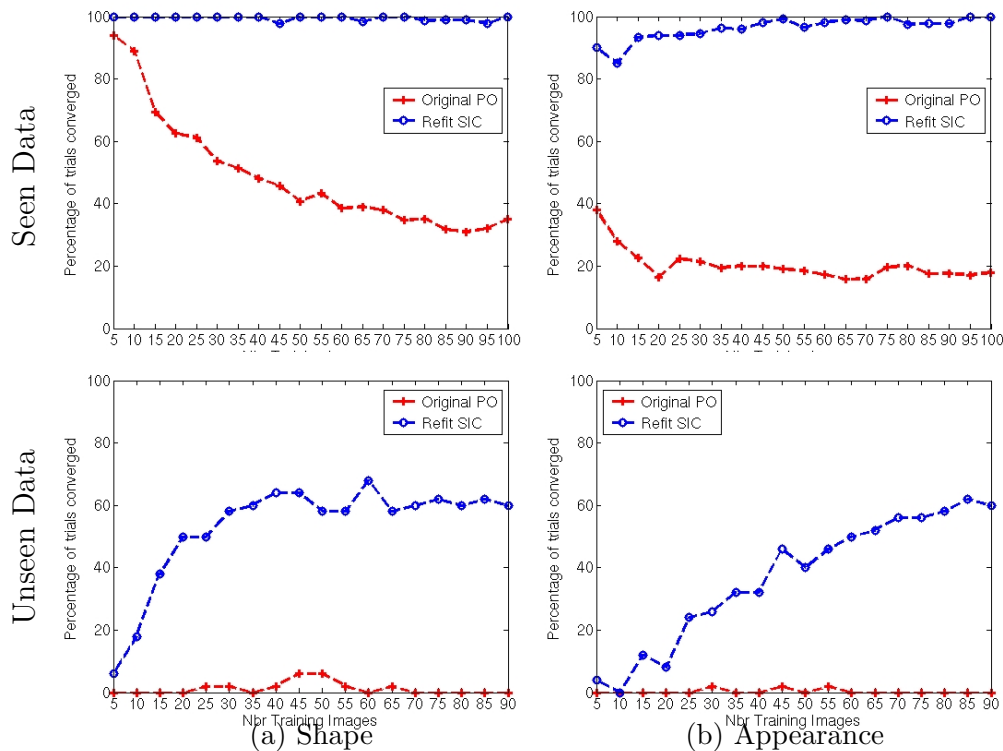 Seen Data
Percentage of trials converged
100
80
60
40
20
0
Original PO
Refit SIC
5 10 15 20 25 30 35 40 45 50 55 60 65 70 75 80 85 90 95 100
Percentage of trials converged
100
80
60
40
20
0
Original PO
Refit SIC
5 10 15 20 25 30 35 40 45 50 55 60 65 70 75 80 85 90 95 100
Unseen Data
Percentage of trials converged
100
80
60
40
20
0
Original PO
Refit SIC
5 10 15 20 25 30 35 40 45 50 55 60 65 70 75 80 85 90
Nbr Training Images
(a) Shape
Percentage of trials converged
100
80
60
40
20
0
Original PO
Refit SIC
5 10 15 20 25 30 35 40 45 50 55 60 65 70 75 80 85 90
Nbr Training Images
(b) Appearance